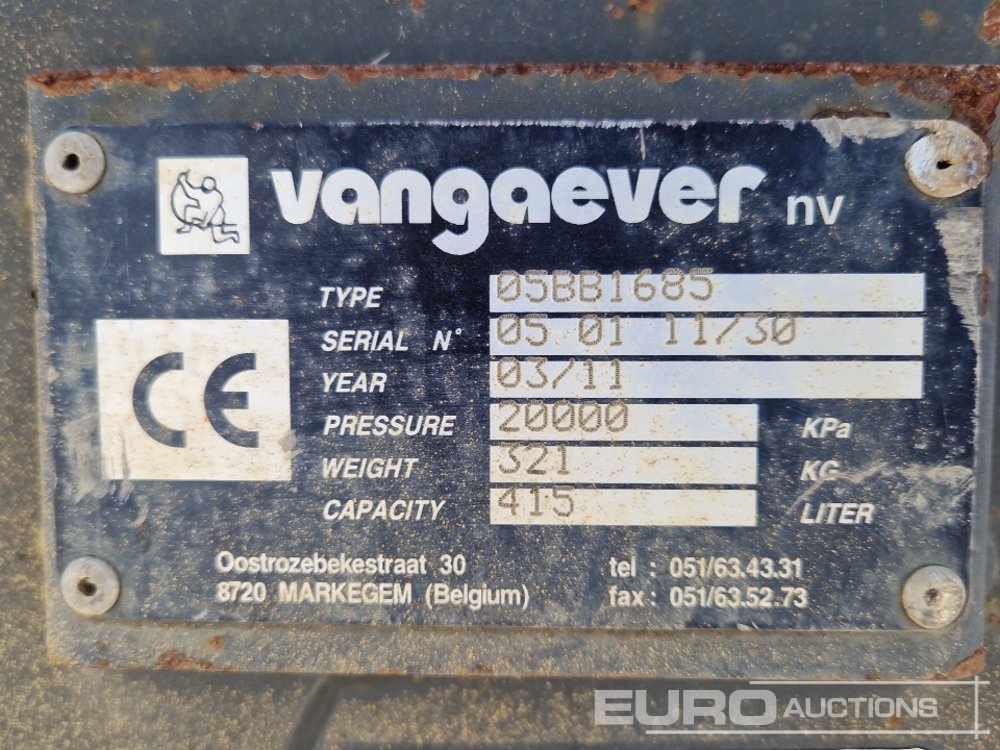 vangaever nv
TYPE 05BB1685
SERIAL N° 05 01 11/30
YEAR 03/11
PRESSURE 20000 KPa
WEIGHT 321 KG
CAPACITY 415 LITER
CE
Oostrozebekestraat 30 tel : 051/63.43.31
8720 MARKEGEM (Belgium) fax : 051/63.52.73
EURO AUCTIONS